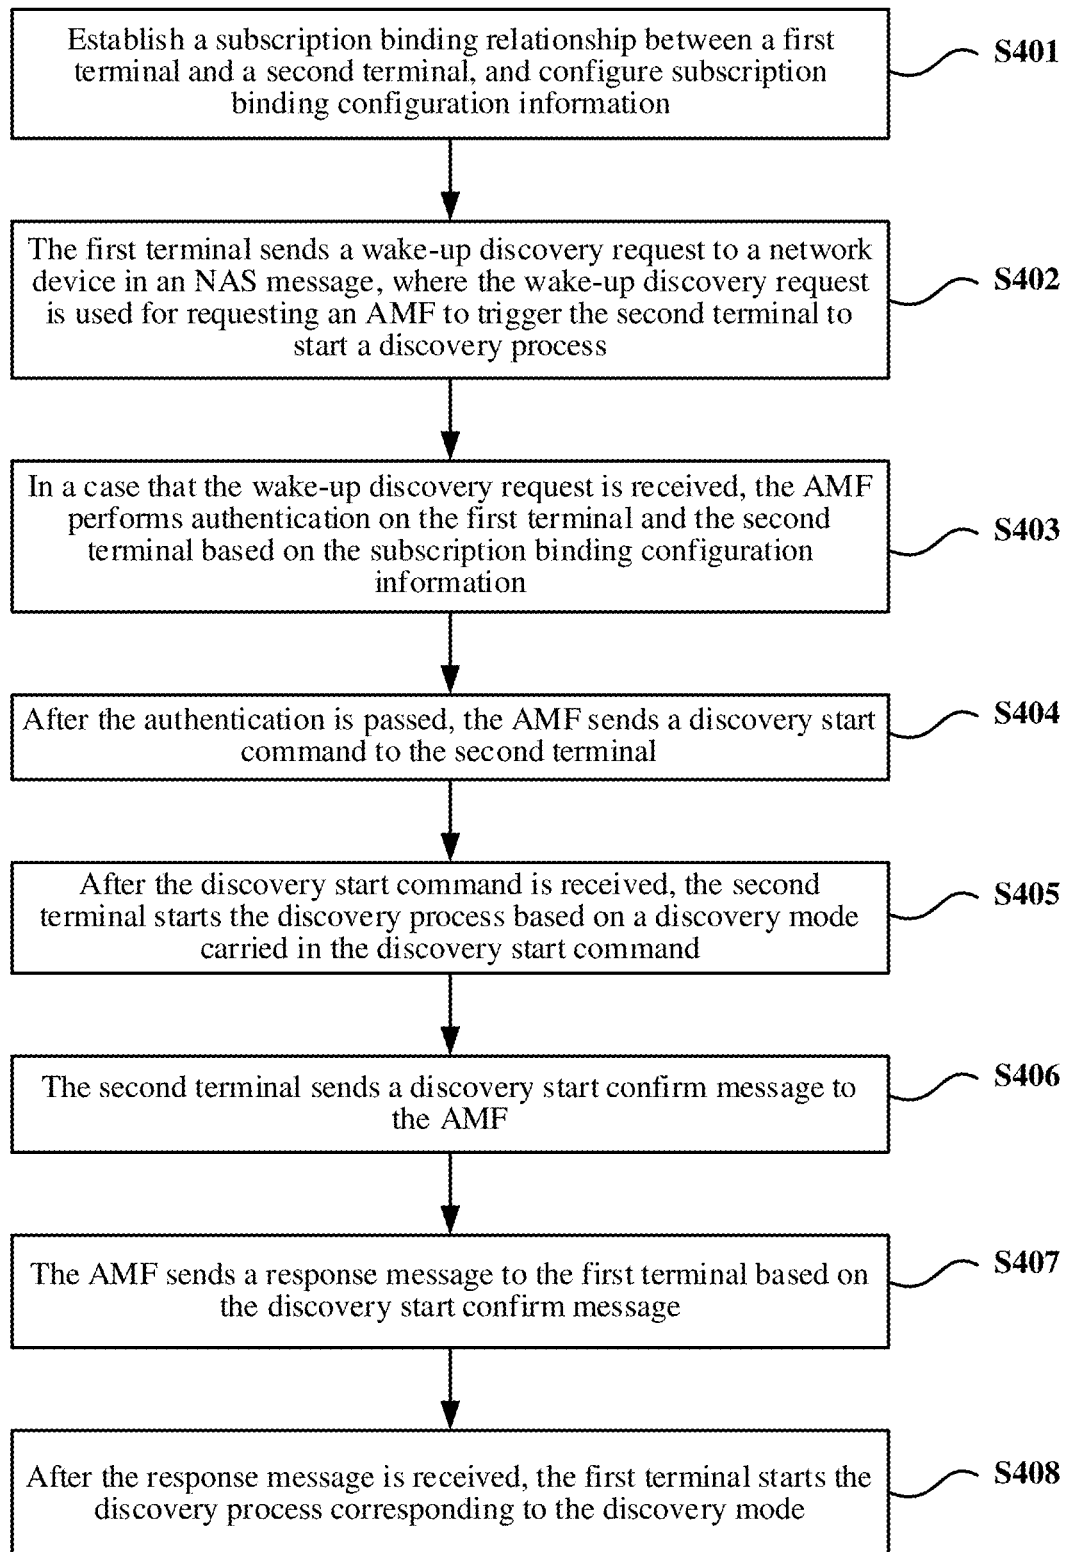 Establish a subscription binding relationship between a first
terminal and a second terminal, and configure subscription
binding configuration information
S401
The first terminal sends a wake-up discovery request to a network
device in an NAS message, where the wake-up discovery request
is used for requesting an AMF to trigger the second terminal to
start a discovery process
S402
In a case that the wake-up discovery request is received, the AMF
performs authentication on the first terminal and the second
terminal based on the subscription binding configuration
information
S403
After the authentication is passed, the AMF sends a discovery start
command to the second terminal
S404
After the discovery start command is received, the second
terminal starts the discovery process based on a discovery mode
carried in the discovery start command
S405
The second terminal sends a discovery start confirm message to
the AMF
S406
The AMF sends a response message to the first terminal based on
the discovery start confirm message
S407
After the response message is received, the first terminal starts the
discovery process corresponding to the discovery mode
S408